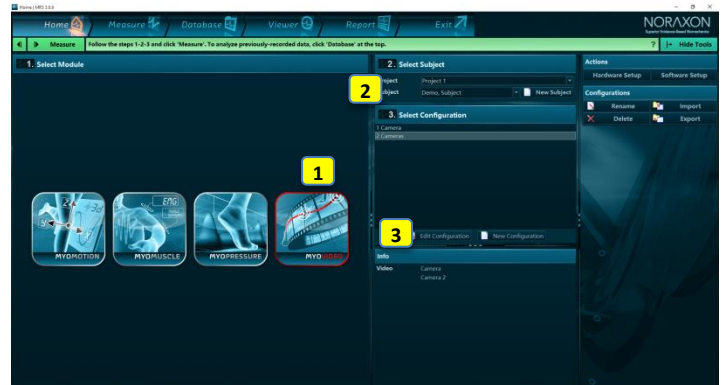 Home | MR3 3.8.6
Home
Measure
Database
Viewer
Report
Exit
NORAXON
Superior Evidence-Based Biomechanics
Measure
Follow the steps 1-2-3 and click 'Measure'. To analyze previously-recorded data, click 'Database' at the top.
?
Hide Tools
1. Select Module
1
EMG
MYOMOTION
MYOMUSCLE
MYOPRESSURE
MYOVIDEO
2. Select Subject
2
Project
Project 1
Subject
Demo, Subject
New Subject
3. Select Configuration
1 Camera
2 Cameras
3
Edit Configuration
New Configuration
Info
Video
Camera
Camera 2
Actions
Hardware Setup
Software Setup
Configurations
Rename
Import
Delete
Export